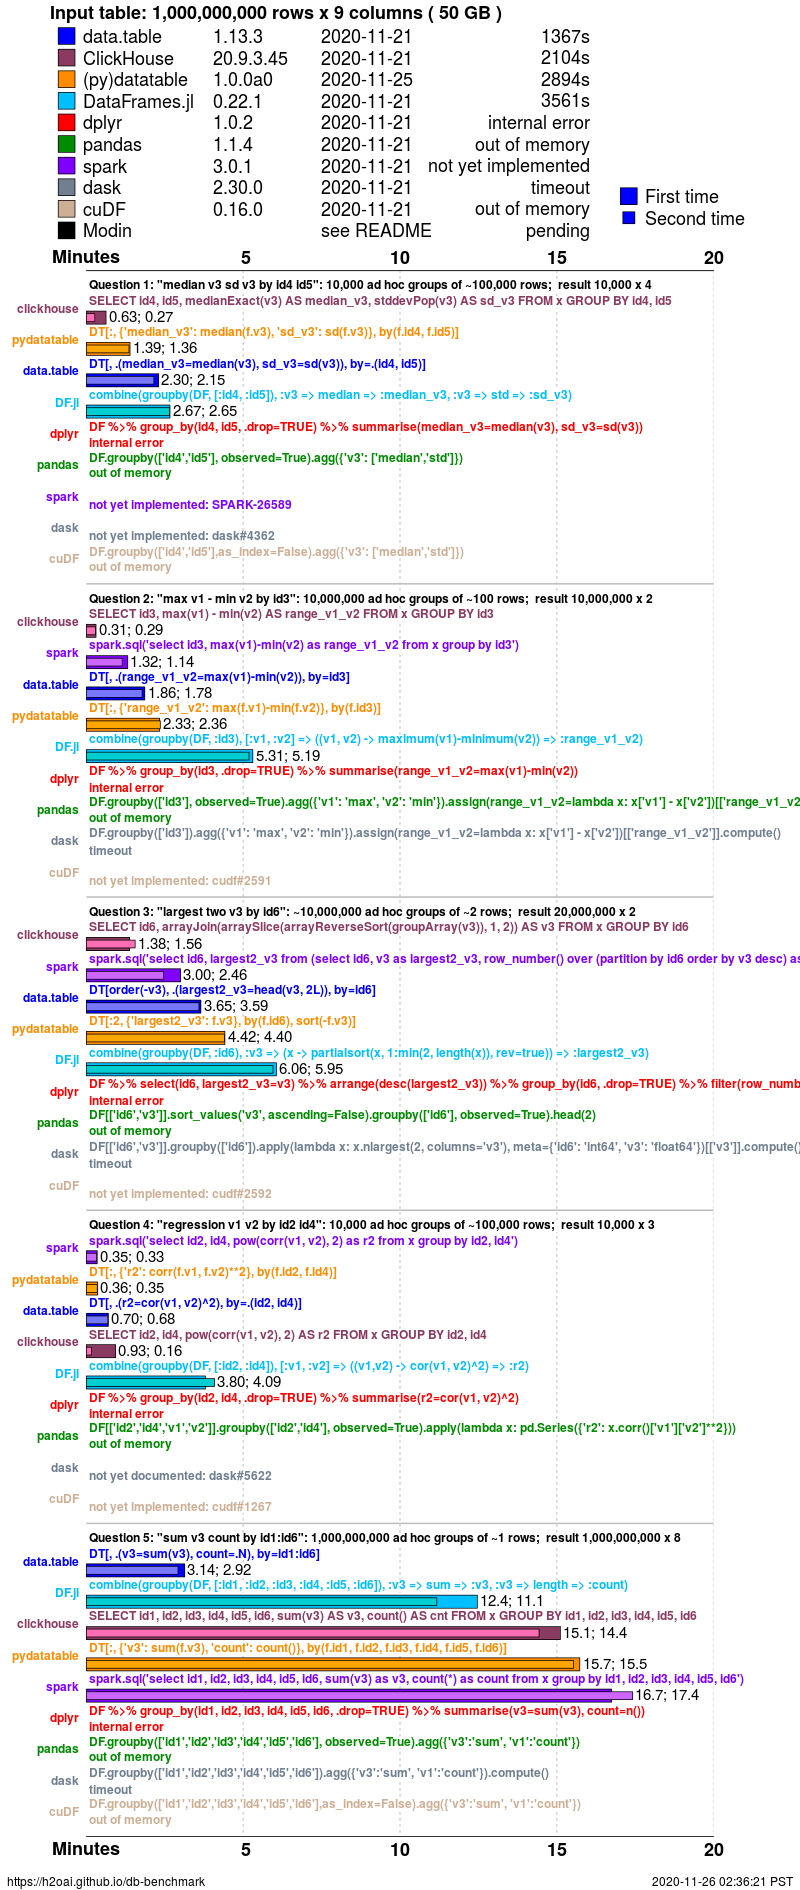 Input table: 1,000,000,000 rows x 9 columns ( 50 GB )
data.table 1.13.3 2020-11-21 1367s
ClickHouse 20.9.3.45 2020-11-21 2104s
(py)datatable 1.0.0a0 2020-11-25 2894s
DataFrames.jl 0.22.1 2020-11-21 3561s
dplyr 1.0.2 2020-11-21 internal error
pandas 1.1.4 2020-11-21 out of memory
spark 3.0.1 2020-11-21 not yet implemented
dask 2.30.0 2020-11-21 timeout
cuDF 0.16.0 2020-11-21 out of memory
Modin see README pending
First time
Second time
Minutes 5 10 15 20
Question 1: "median v3 sd v3 by id4 id5": 10,000 ad hoc groups of ~100,000 rows;  result 10,000 x 4
SELECT id4, id5, medianExact(v3) AS median_v3, stddevPop(v3) AS sd_v3 FROM x GROUP BY id4, id5
clickhouse 0.63; 0.27
DT[:, {'median_v3': median(f.v3), 'sd_v3': sd(f.v3)}, by(f.id4, f.id5)]
pydatatable 1.39; 1.36
DT[, .(median_v3=median(v3), sd_v3=sd(v3)), by=.(id4, id5)]
data.table 2.30; 2.15
combine(groupby(DF, [:id4, :id5]), :v3 => median => :median_v3, :v3 => std => :sd_v3)
DF.jl 2.67; 2.65
DF %>% group_by(id4, id5, .drop=TRUE) %>% summarise(median_v3=median(v3), sd_v3=sd(v3))
dplyr internal error
DF.groupby(['id4','id5'], observed=True).agg({'v3': ['median','std']})
pandas out of memory
spark not yet implemented: SPARK-26589
dask not yet implemented: dask#4362
DF.groupby(['id4','id5'],as_index=False).agg({'v3': ['median','std']})
cuDF out of memory
Question 2: "max v1 - min v2 by id3": 10,000,000 ad hoc groups of ~100 rows;  result 10,000,000 x 2
SELECT id3, max(v1) - min(v2) AS range_v1_v2 FROM x GROUP BY id3
clickhouse 0.31; 0.29
spark.sql('select id3, max(v1)-min(v2) as range_v1_v2 from x group by id3')
spark 1.32; 1.14
DT[, .(range_v1_v2=max(v1)-min(v2)), by=id3]
data.table 1.86; 1.78
DT[:, {'range_v1_v2': max(f.v1)-min(f.v2)}, by(f.id3)]
pydatatable 2.33; 2.36
combine(groupby(DF, :id3), [:v1, :v2] => ((v1, v2) -> maximum(v1)-minimum(v2)) => :range_v1_v2)
DF.jl 5.31; 5.19
DF %>% group_by(id3, .drop=TRUE) %>% summarise(range_v1_v2=max(v1)-min(v2))
dplyr internal error
DF.groupby(['id3'], observed=True).agg({'v1': 'max', 'v2': 'min'}).assign(range_v1_v2=lambda x: x['v1'] - x['v2'])[['range_v1_v2
pandas out of memory
DF.groupby(['id3']).agg({'v1': 'max', 'v2': 'min'}).assign(range_v1_v2=lambda x: x['v1'] - x['v2'])[['range_v1_v2']].compute()
dask timeout
cuDF not yet implemented: cudf#2591
Question 3: "largest two v3 by id6": ~10,000,000 ad hoc groups of ~2 rows;  result 20,000,000 x 2
SELECT id6, arrayJoin(arraySlice(arrayReverseSort(groupArray(v3)), 1, 2)) AS v3 FROM x GROUP BY id6
clickhouse 1.38; 1.56
spark.sql('select id6, largest2_v3 from (select id6, v3 as largest2_v3, row_number() over (partition by id6 order by v3 desc) as
spark 3.00; 2.46
DT[order(-v3), .(largest2_v3=head(v3, 2L)), by=id6]
data.table 3.65; 3.59
DT[:2, {'largest2_v3': f.v3}, by(f.id6), sort(-f.v3)]
pydatatable 4.42; 4.40
combine(groupby(DF, :id6), :v3 => (x -> partialsort(x, 1:min(2, length(x)), rev=true)) => :largest2_v3)
DF.jl 6.06; 5.95
DF %>% select(id6, largest2_v3=v3) %>% arrange(desc(largest2_v3)) %>% group_by(id6, .drop=TRUE) %>% filter(row_numb
dplyr internal error
DF[['id6','v3']].sort_values('v3', ascending=False).groupby(['id6'], observed=True).head(2)
pandas out of memory
DF[['id6','v3']].groupby(['id6']).apply(lambda x: x.nlargest(2, columns='v3'), meta={'id6': 'int64', 'v3': 'float64'})[['v3']].compute()
dask timeout
cuDF not yet implemented: cudf#2592
Question 4: "regression v1 v2 by id2 id4": 10,000 ad hoc groups of ~100,000 rows;  result 10,000 x 3
spark.sql('select id2, id4, pow(corr(v1, v2), 2) as r2 from x group by id2, id4')
spark 0.35; 0.33
DT[:, {'r2': corr(f.v1, f.v2)**2}, by(f.id2, f.id4)]
pydatatable 0.36; 0.35
DT[, .(r2=cor(v1, v2)^2), by=.(id2, id4)]
data.table 0.70; 0.68
SELECT id2, id4, pow(corr(v1, v2), 2) AS r2 FROM x GROUP BY id2, id4
clickhouse 0.93; 0.16
combine(groupby(DF, [:id2, :id4]), [:v1, :v2] => ((v1,v2) -> cor(v1, v2)^2) => :r2)
DF.jl 3.80; 4.09
DF %>% group_by(id2, id4, .drop=TRUE) %>% summarise(r2=cor(v1, v2)^2)
dplyr internal error
DF[['id2','id4','v1','v2']].groupby(['id2','id4'], observed=True).apply(lambda x: pd.Series({'r2': x.corr()['v1']['v2']**2}))
pandas out of memory
dask not yet documented: dask#5622
cuDF not yet implemented: cudf#1267
Question 5: "sum v3 count by id1:id6": 1,000,000,000 ad hoc groups of ~1 rows;  result 1,000,000,000 x 8
DT[, .(v3=sum(v3), count=.N), by=id1:id6]
data.table 3.14; 2.92
combine(groupby(DF, [:id1, :id2, :id3, :id4, :id5, :id6]), :v3 => sum => :v3, :v3 => length => :count)
DF.jl 12.4; 11.1
SELECT id1, id2, id3, id4, id5, id6, sum(v3) AS v3, count() AS cnt FROM x GROUP BY id1, id2, id3, id4, id5, id6
clickhouse 15.1; 14.4
DT[:, {'v3': sum(f.v3), 'count': count()}, by(f.id1, f.id2, f.id3, f.id4, f.id5, f.id6)]
pydatatable 15.7; 15.5
spark.sql('select id1, id2, id3, id4, id5, id6, sum(v3) as v3, count(*) as count from x group by id1, id2, id3, id4, id5, id6')
spark 16.7; 17.4
DF %>% group_by(id1, id2, id3, id4, id5, id6, .drop=TRUE) %>% summarise(v3=sum(v3), count=n())
dplyr internal error
DF.groupby(['id1','id2','id3','id4','id5','id6'], observed=True).agg({'v3':'sum', 'v1':'count'})
pandas out of memory
DF.groupby(['id1','id2','id3','id4','id5','id6']).agg({'v3':'sum', 'v1':'count'}).compute()
dask timeout
DF.groupby(['id1','id2','id3','id4','id5','id6'],as_index=False).agg({'v3':'sum', 'v1':'count'})
cuDF out of memory
Minutes 5 10 15 20
https://h2oai.github.io/db-benchmark 2020-11-26 02:36:21 PST